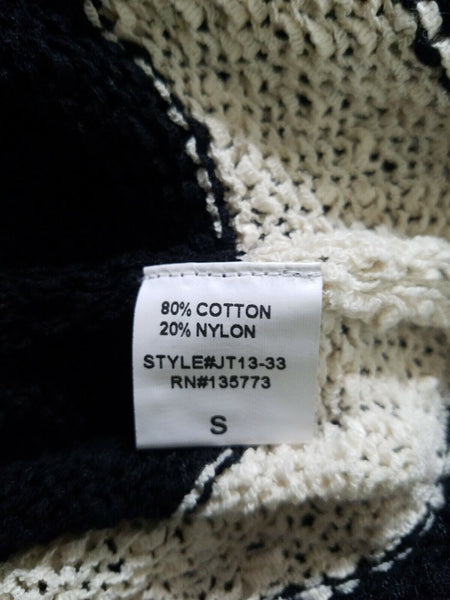 80% COTTON
20% NYLON
STYLE#JT13-33
RN#135773
S